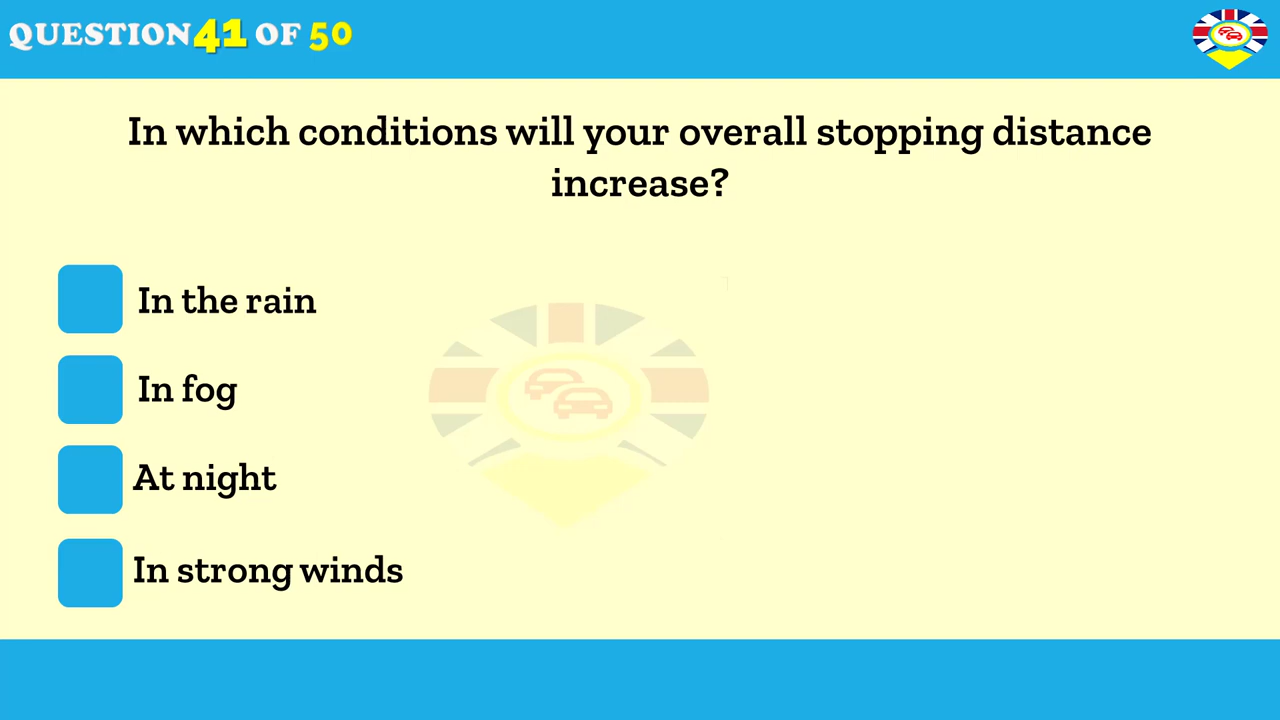 QUESTION 41 OF 50
In which conditions will your overall stopping distance
increase?
In the rain
In fog
At night
In strong winds